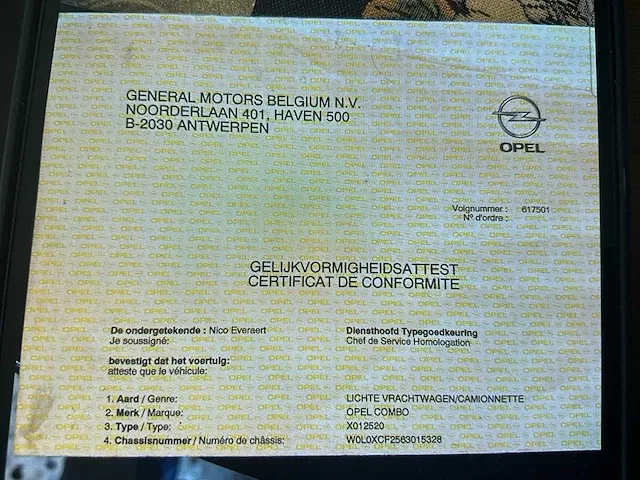 GENERAL MOTORS BELGIUM N.V.
NOORDERLAAN 401, HAVEN 500
B-2030 ANTWERPEN
OPEL
Volgnummer : 617501
N° d'ordre :
GELIJKVORMIGHEIDSATTEST
CERTIFICAT DE CONFORMITE
De ondergetekende : Nico Everaert Diensthoofd Typegoedkeuring
Je soussigné: Chef de Service Homologation
bevestigt dat het voertuig:
atteste que le véhicule:
1. Aard / Genre: LICHTE VRACHTWAGEN/CAMIONNETTE
2. Merk / Marque: OPEL COMBO
3. Type / Type: X012520
4. Chassisnummer / Numéro de châssis: W0L0XCF2563015328